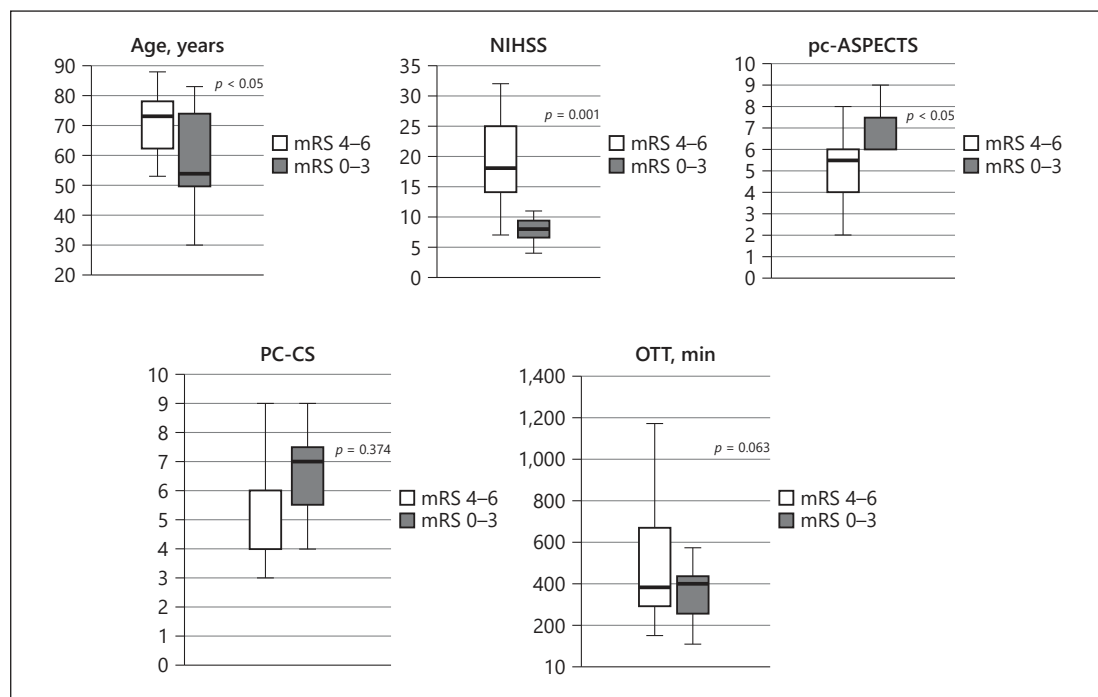 Age, years
90
80
70
60
50
40
30
20
p < 0.05
mRS 4–6
mRS 0–3
NIHSS
35
30
25
20
15
10
5
0
p = 0.001
mRS 4–6
mRS 0–3
pc-ASPECTS
10
9
8
7
6
5
4
3
2
1
0
p < 0.05
mRS 4–6
mRS 0–3
PC-CS
10
9
8
7
6
5
4
3
2
1
0
p = 0.374
mRS 4–6
mRS 0–3
OTT, min
1,400
1,200
1,000
800
600
400
200
10
p = 0.063
mRS 4–6
mRS 0–3